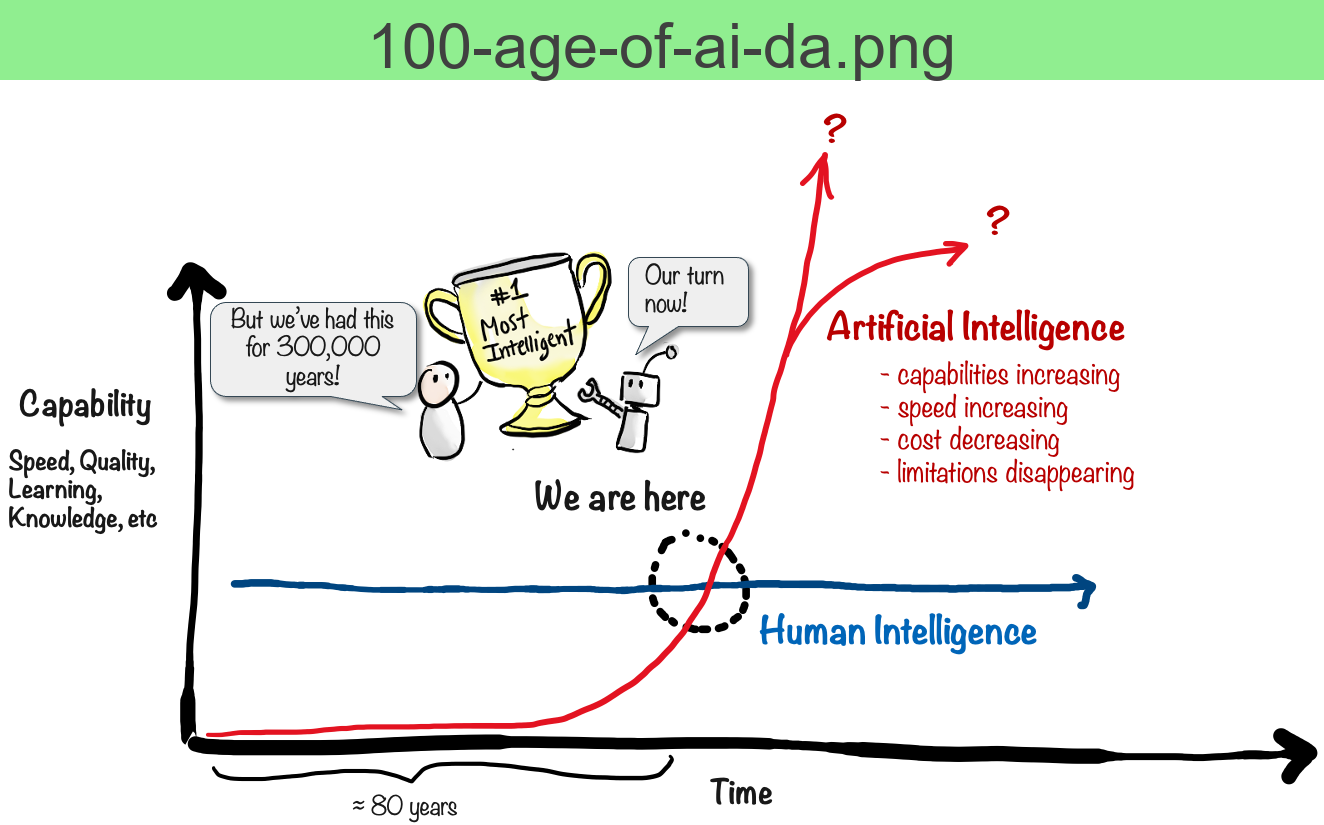 100-age-of-ai-da.png
?
?
#1
Most
Intelligent
Our turn
now!
But we've had this
for 300,000
years!
Artificial Intelligence
- capabilities increasing
- speed increasing
- cost decreasing
- limitations disappearing
Capability
Speed, Quality,
Learning,
Knowledge, etc
We are here
Human Intelligence
Time
≈ 80 years